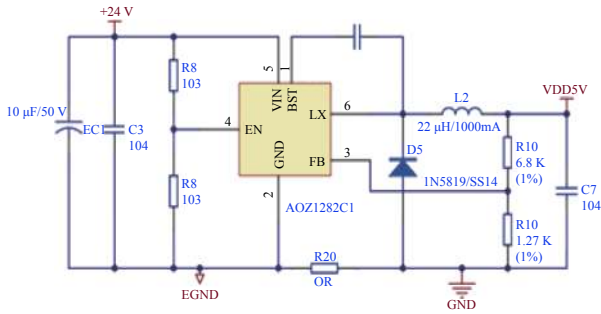 +24 V
VDD5V
R8
103
5
1
VIN
BST
6
LX
L2
22 μH/1000mA
10 μF/50 V
EC1
C3
104
4
EN
R10
6.8 K
(1%)
D5
GND
FB
3
1N5819/SS14
C7
104
R8
103
2
AOZ1282C1
R10
1.27 K
(1%)
R20
OR
EGND
GND